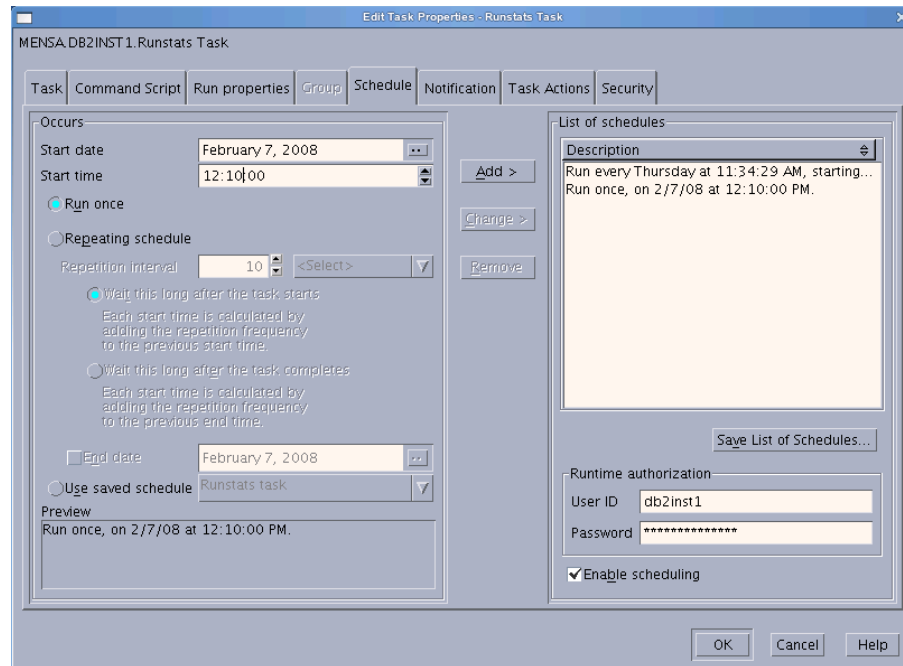 Edit Task Properties - Runstats Task
MENSA.DB2INST1.Runstats Task
Task Command Script Run properties Group Schedule Notification Task Actions Security
Occurs
Start date February 7, 2008 ..
Start time 12:10:00
Run once
Repeating schedule
Repetition interval 10 <Select>
Wait this long after the task starts
Each start time is calculated by
adding the repetition frequency
to the previous start time.
Wait this long after the task completes
Each start time is calculated by
adding the repetition frequency
to the previous end time.
End date February 7, 2008 ..
Use saved schedule Runstats task
Preview
Run once, on 2/7/08 at 12:10:00 PM.
Add >
Change >
Remove
List of schedules
Description
Run every Thursday at 11:34:29 AM, starting...
Run once, on 2/7/08 at 12:10:00 PM.
Save List of Schedules...
Runtime authorization
User ID db2inst1
Password **************
Enable scheduling
OK Cancel Help